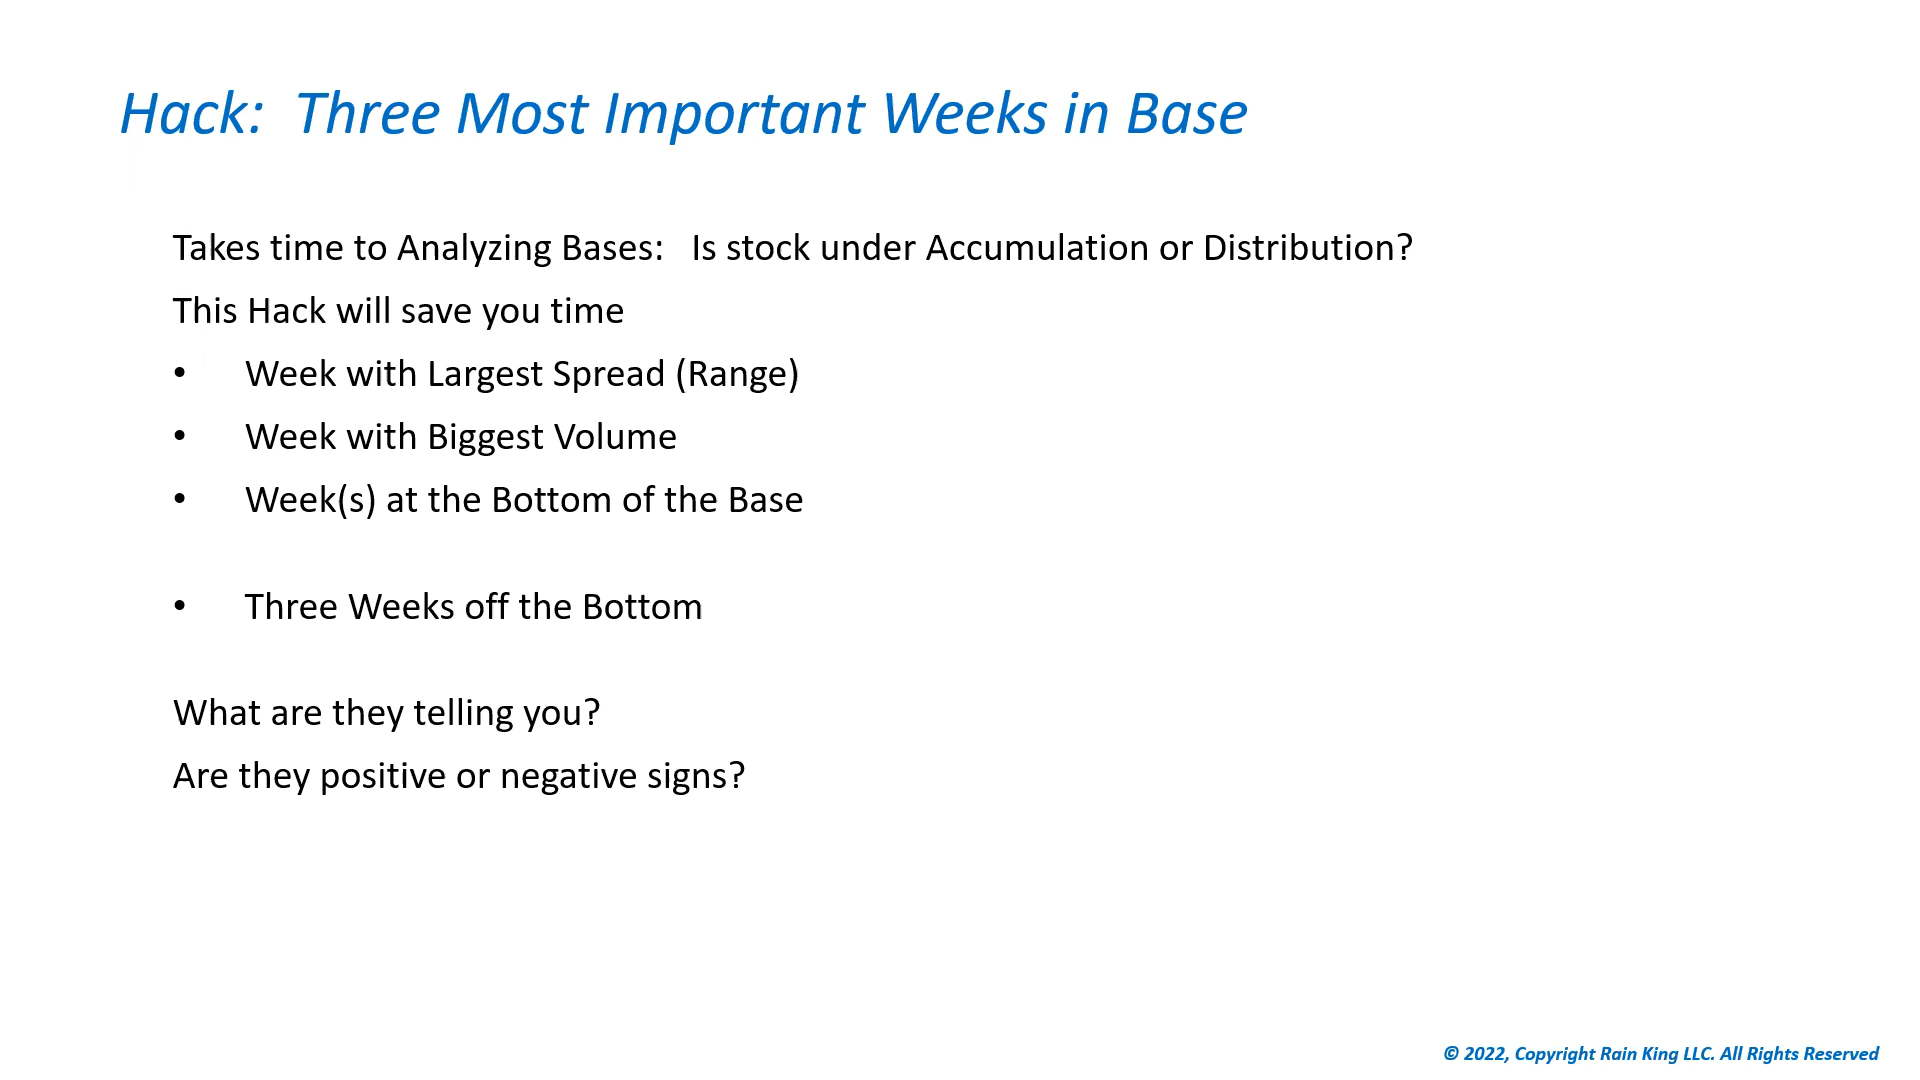 Hack:  Three Most Important Weeks in Base
Takes time to Analyzing Bases:   Is stock under Accumulation or Distribution?
This Hack will save you time
• Week with Largest Spread (Range)
• Week with Biggest Volume
• Week(s) at the Bottom of the Base
• Three Weeks off the Bottom
What are they telling you?
Are they positive or negative signs?
© 2022, Copyright Rain King LLC. All Rights Reserved